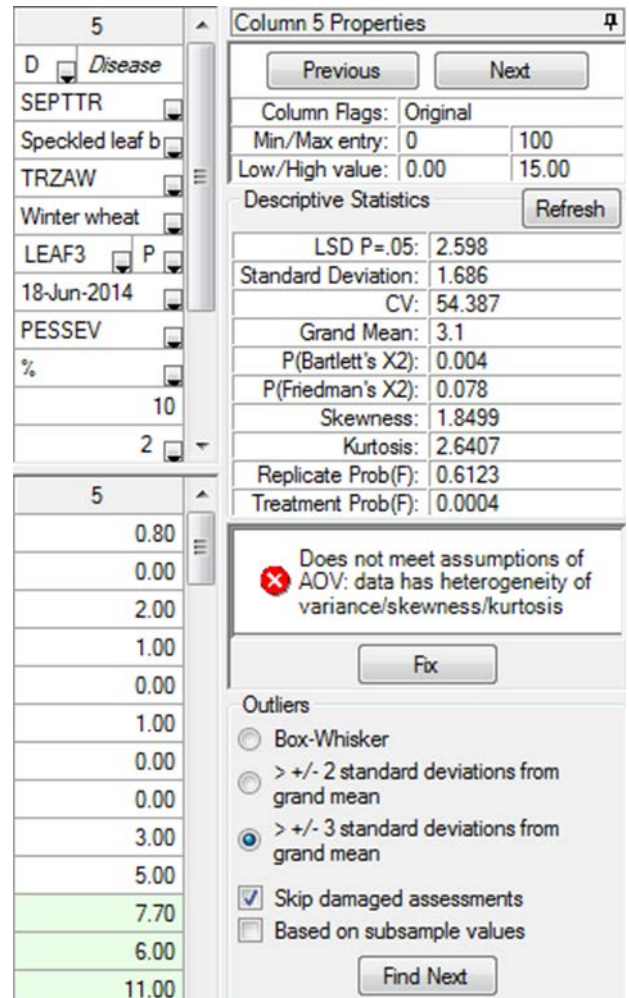 5
D Disease
SEPTTR
Speckled leaf b
TRZAW
Winter wheat
LEAF3 P
18-Jun-2014
PESSEV
%
10
2
5
0.80
0.00
2.00
1.00
0.00
1.00
0.00
0.00
3.00
5.00
7.70
6.00
11.00
Column 5 Properties
Previous Next
Column Flags: Original
Min/Max entry: 0 100
Low/High value: 0.00 15.00
Descriptive Statistics Refresh
LSD P=.05: 2.598
Standard Deviation: 1.686
CV: 54.387
Grand Mean: 3.1
P(Bartlett's X2): 0.004
P(Friedman's X2): 0.078
Skewness: 1.8499
Kurtosis: 2.6407
Replicate Prob(F): 0.6123
Treatment Prob(F): 0.0004
Does not meet assumptions of
AOV: data has heterogeneity of
variance/skewness/kurtosis
Fix
Outliers
Box-Whisker
> +/- 2 standard deviations from
grand mean
> +/- 3 standard deviations from
grand mean
Skip damaged assessments
Based on subsample values
Find Next